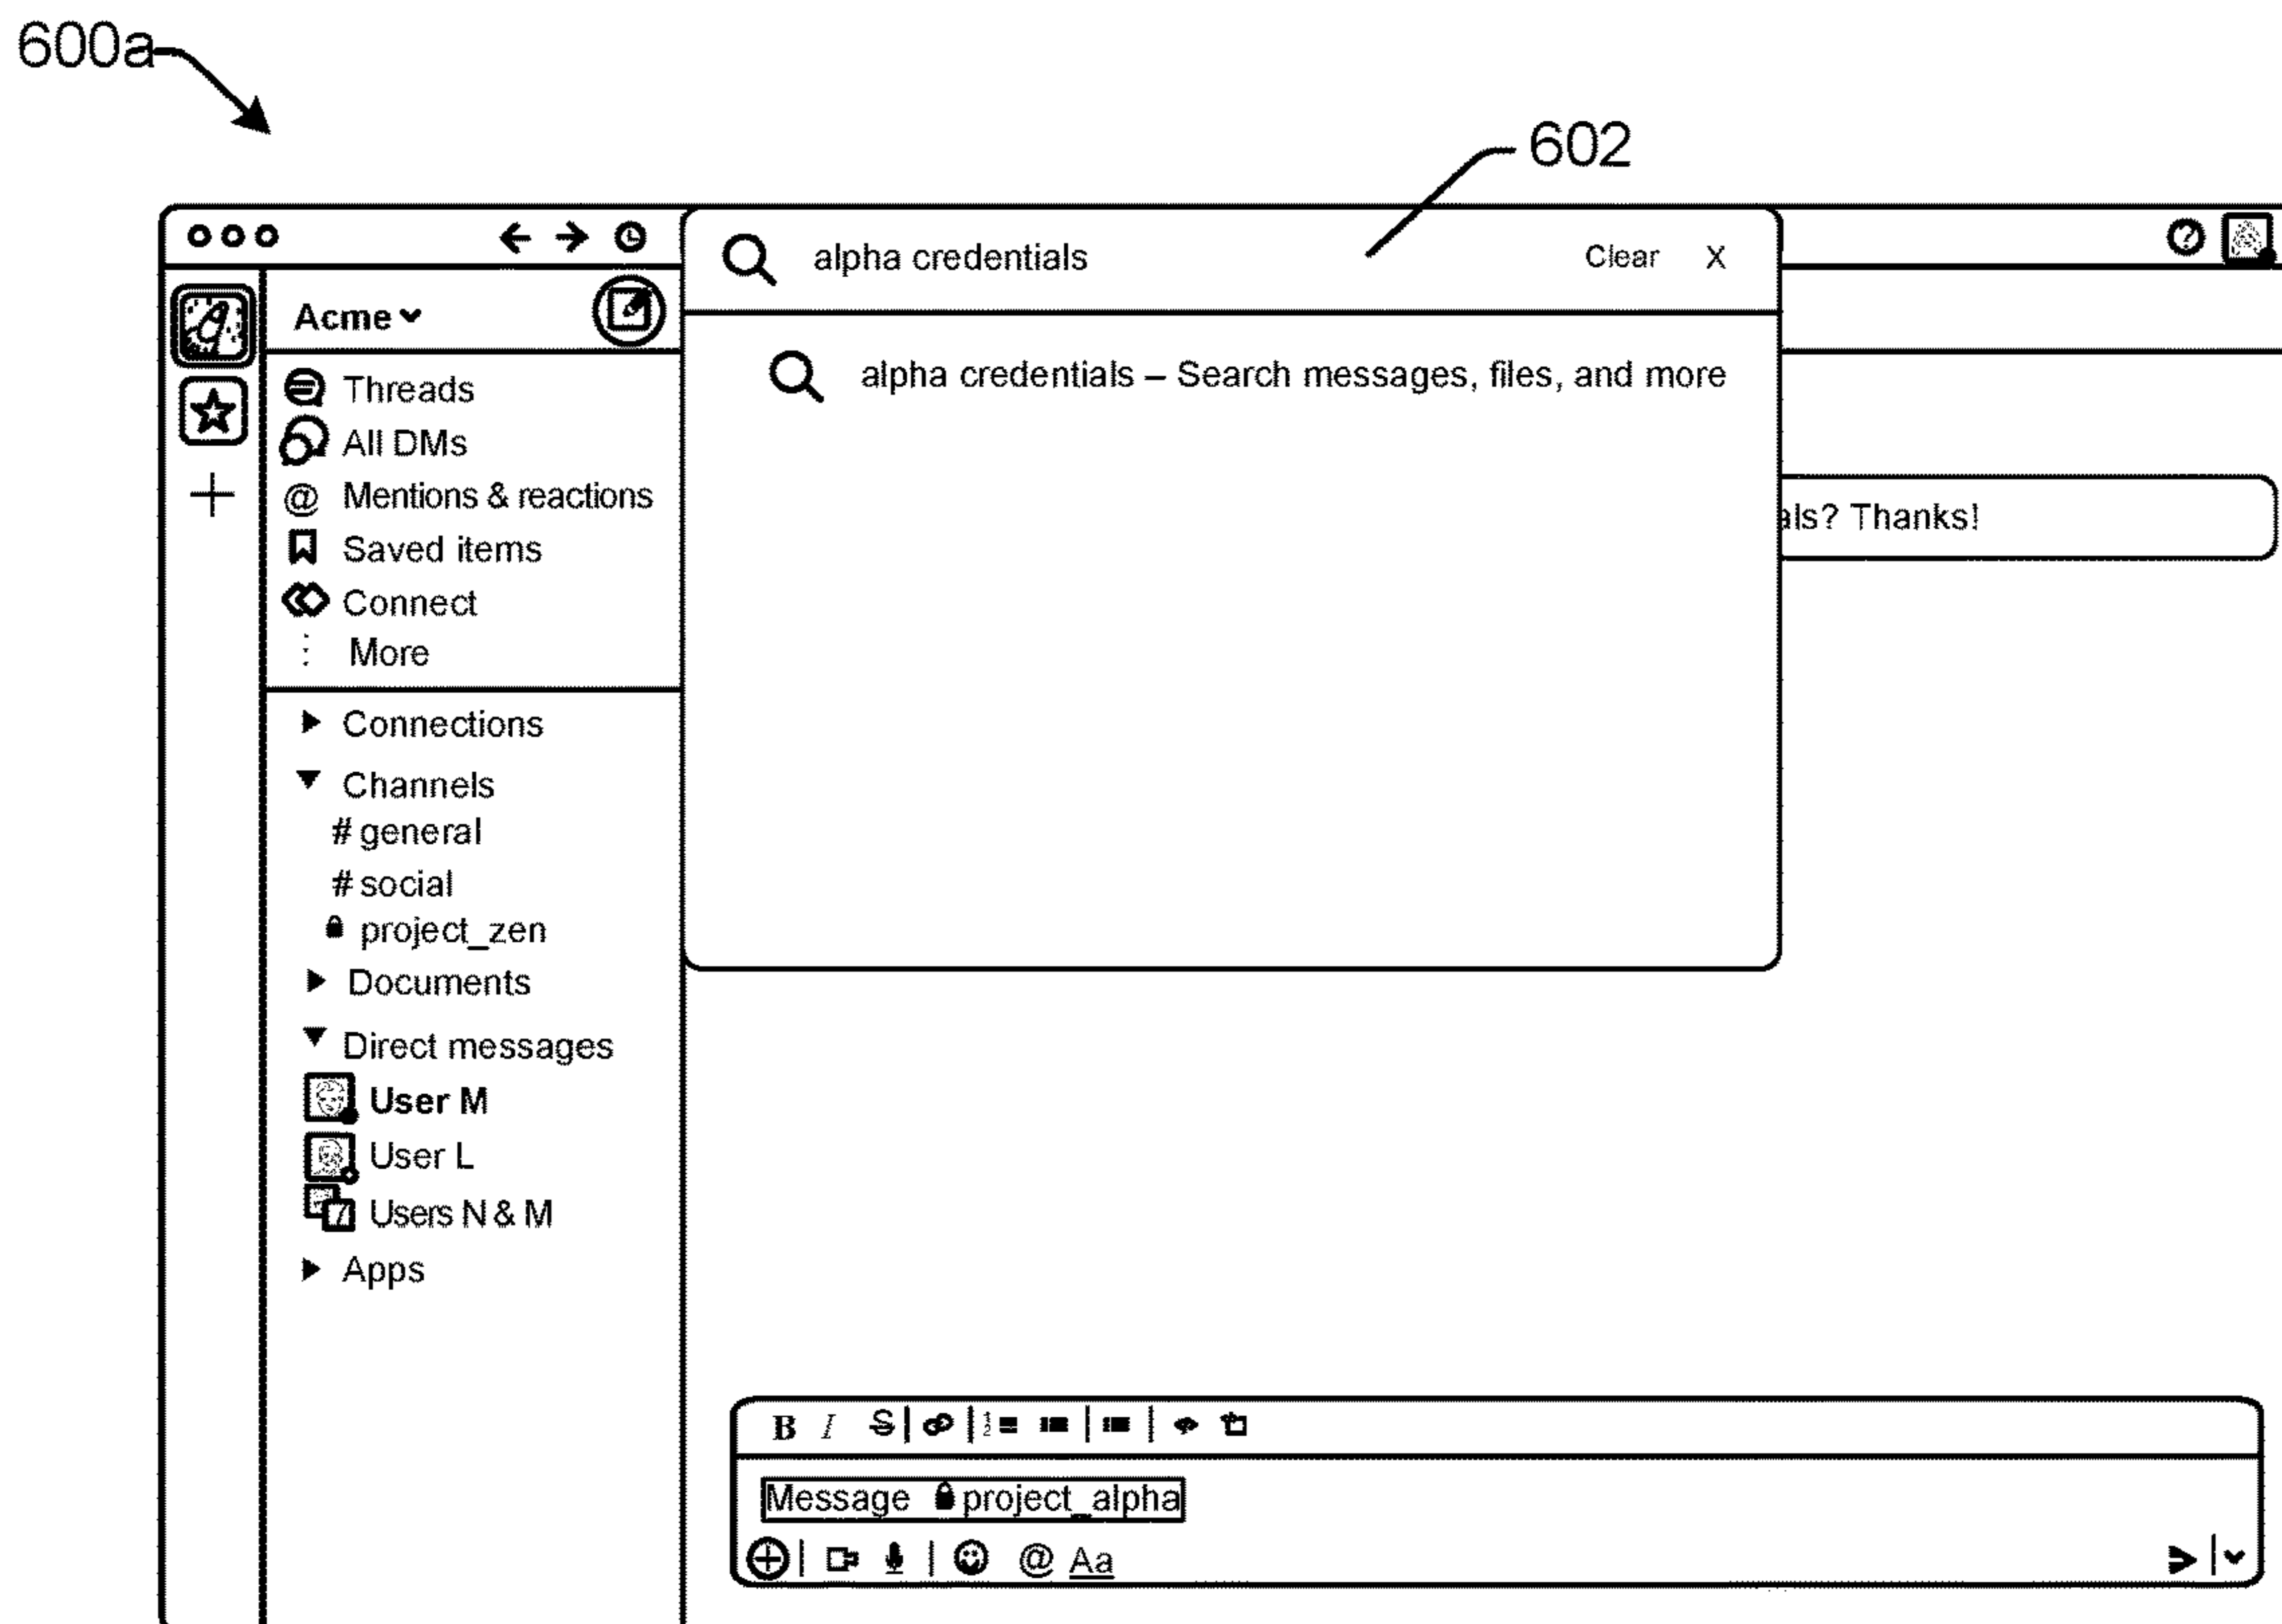 600a
602
alpha credentials Clear X
Acme
alpha credentials – Search messages, files, and more
Threads
All DMs
@ Mentions & reactions
als? Thanks!
Saved items
Connect
More
Connections
Channels
# general
# social
project_zen
Documents
Direct messages
User M
User L
Users N & M
7
Apps
B I S
Message project_alpha
@ Aa